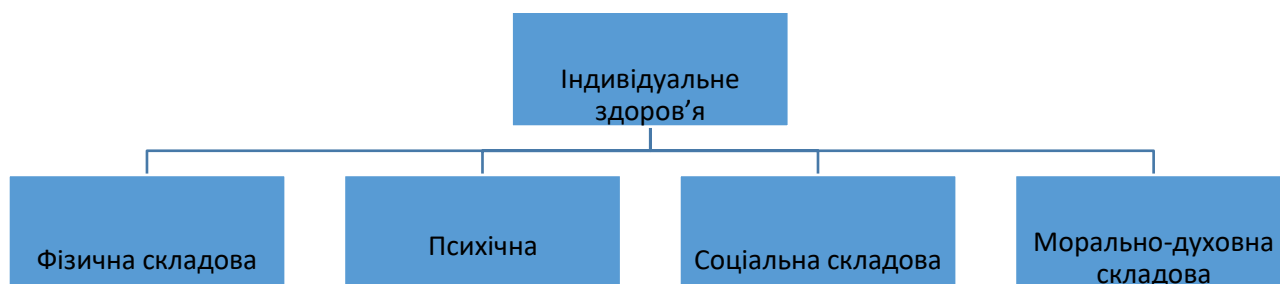 Індивідуальне
здоров’я
Фізична складова
Психічна
Соціальна складова
Морально-духовна
складова